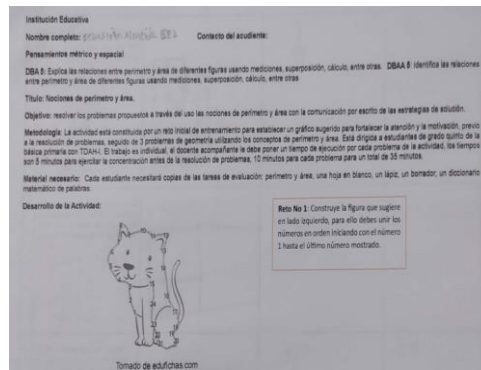 Institución Educativa
Nombre completo:
Contacto de acudiente:
Pensamientos métrico y espacial
DBA 5: Explica las relaciones entre perímetro y área de diferentes figuras usando mediciones, superposición, cálculo, entre otras. DBAA 5: Identifica las relaciones
entre perímetro y área de diferentes figuras usando mediciones, superposición, cálculo, entre otras
Título: Nociones de perímetro y área.
Objetivo: resolver los problemas propuestos a través del uso las nociones de perímetro y área con la comunicación por escrito de las estrategias de solución.
Metodología: La actividad está constituida por un reto inicial de entrenamiento para establecer un gráfico sugerido para fortalecer la atención y la motivación, previo
a la resolución de problemas, seguido de 3 problemas de geometría utilizando los conceptos de perímetro y área. Está dirigida a estudiantes de grado quinto de la
básica primaria con TDAH-I. El trabajo es individual, el docente acompañante le debe poner un tiempo de ejecución por cada problema de la actividad, los tiempos
son 5 minutos para ejercitar la concentración antes de la resolución de problemas, 10 minutos para cada problema para un total de 35 minutos.
Material necesario: Cada estudiante necesitará copias de las tareas de evaluación: perímetro y área, una hoja en blanco, un lápiz, un borrador, un diccionario
matemático de palabras.
Desarrollo de la Actividad:
Reto No 1: Construye la figura que sugiere
en lado izquierdo, para ello debes unir los
números en orden iniciando con el número
1 hasta el último número mostrado.
Tomado de edufichas.com